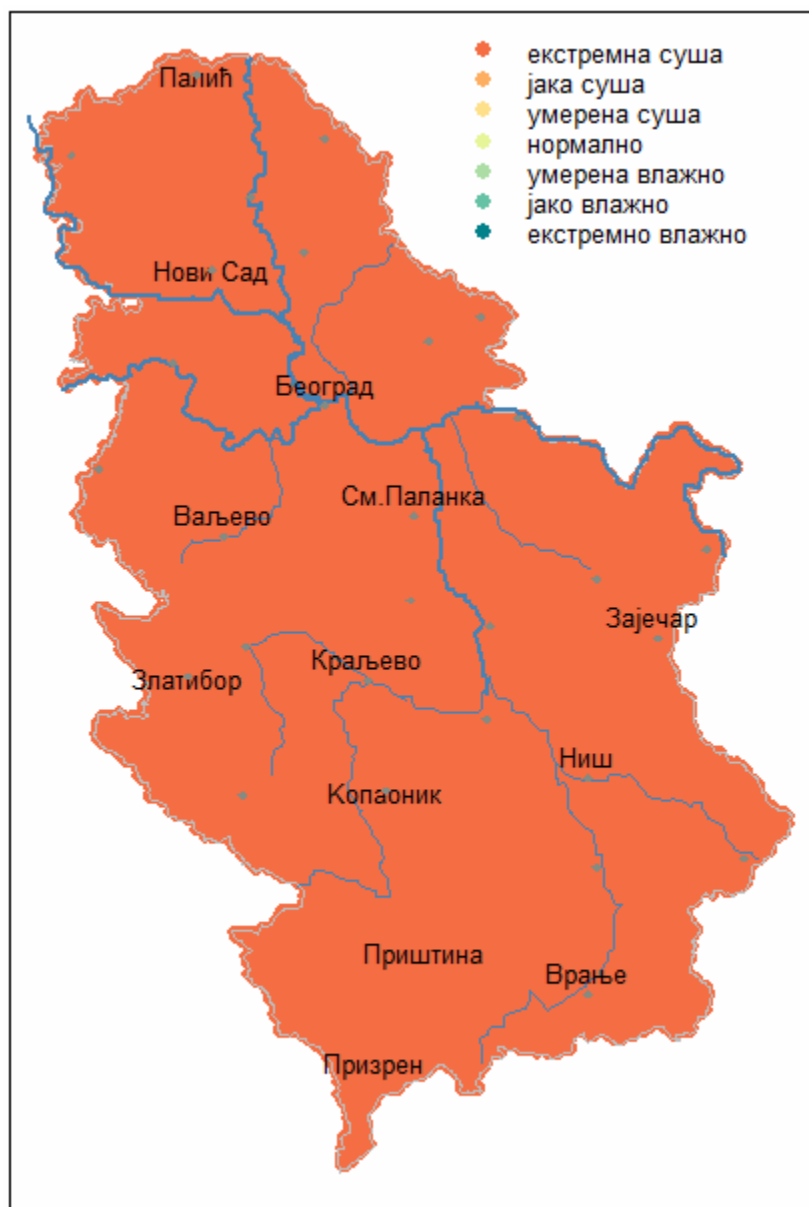 екстремна суша
јака суша
умерена суша
нормално
умерена влажно
јако влажно
екстремно влажно
Палић
Нови Сад
Београд
См.Паланка
Ваљево
Зајечар
Краљево
Златибор
Ниш
Копаоник
Приштина
Врање
Призрен